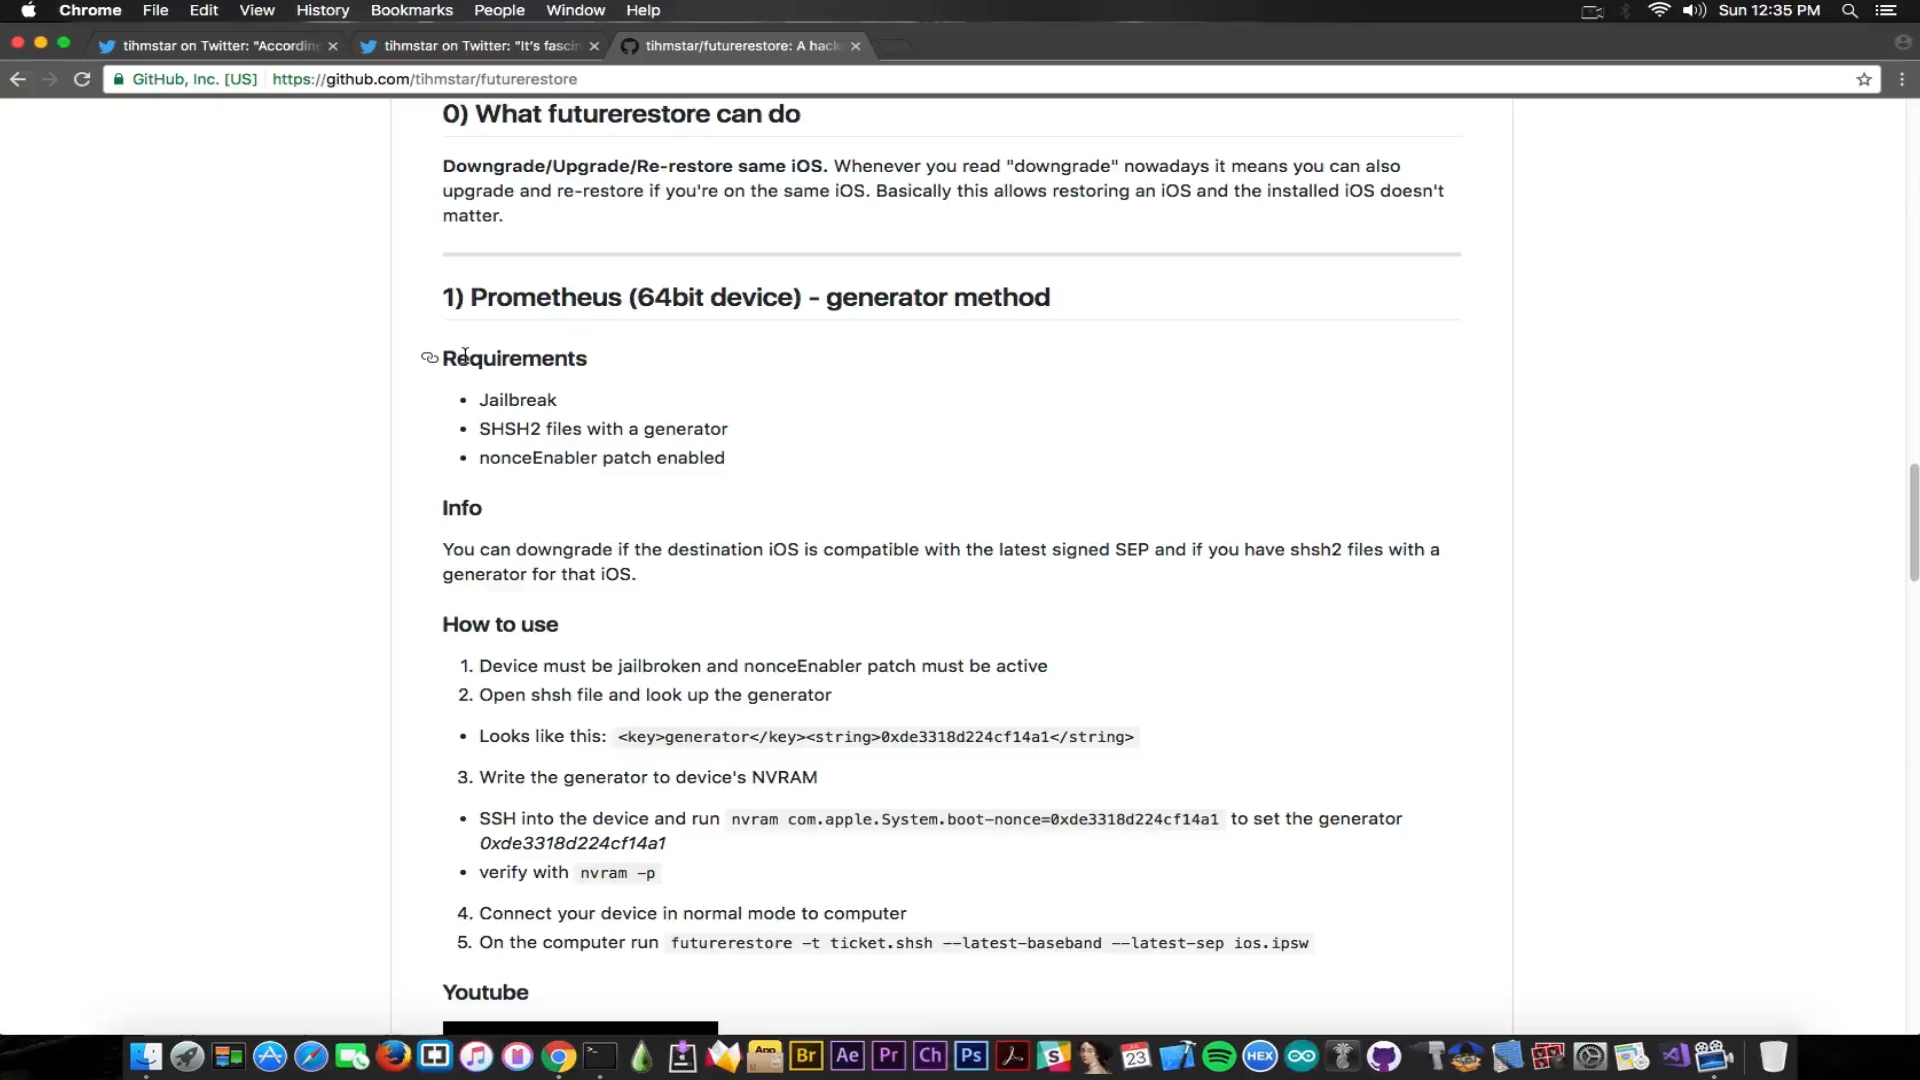 Chrome File Edit View History Bookmarks People Window Help Sun 12:35 PM
tihmstar on Twitter: "According tihmstar on Twitter: "It's fascin tihmstar/futurerestore: A hack
GitHub, Inc. [US] https://github.com/tihmstar/futurerestore
0) What futurerestore can do
Downgrade/Upgrade/Re-restore same iOS. Whenever you read "downgrade" nowadays it means you can also
upgrade and re-restore if you're on the same iOS. Basically this allows restoring an iOS and the installed iOS doesn't
matter.
1) Prometheus (64bit device) - generator method
Requirements
• Jailbreak
• SHSH2 files with a generator
• nonceEnabler patch enabled
Info
You can downgrade if the destination iOS is compatible with the latest signed SEP and if you have shsh2 files with a
generator for that iOS.
How to use
1. Device must be jailbroken and nonceEnabler patch must be active
2. Open shsh file and look up the generator
• Looks like this: <key>generator</key><string>0xde3318d224cf14a1</string>
3. Write the generator to device's NVRAM
• SSH into the device and run nvram com.apple.System.boot-nonce=0xde3318d224cf14a1 to set the generator
0xde3318d224cf14a1
• verify with nvram -p
4. Connect your device in normal mode to computer
5. On the computer run futurerestore -t ticket.shsh --latest-baseband --latest-sep ios.ipsw
Youtube
App Br Ae Pr Ch Ps S 23 HEX